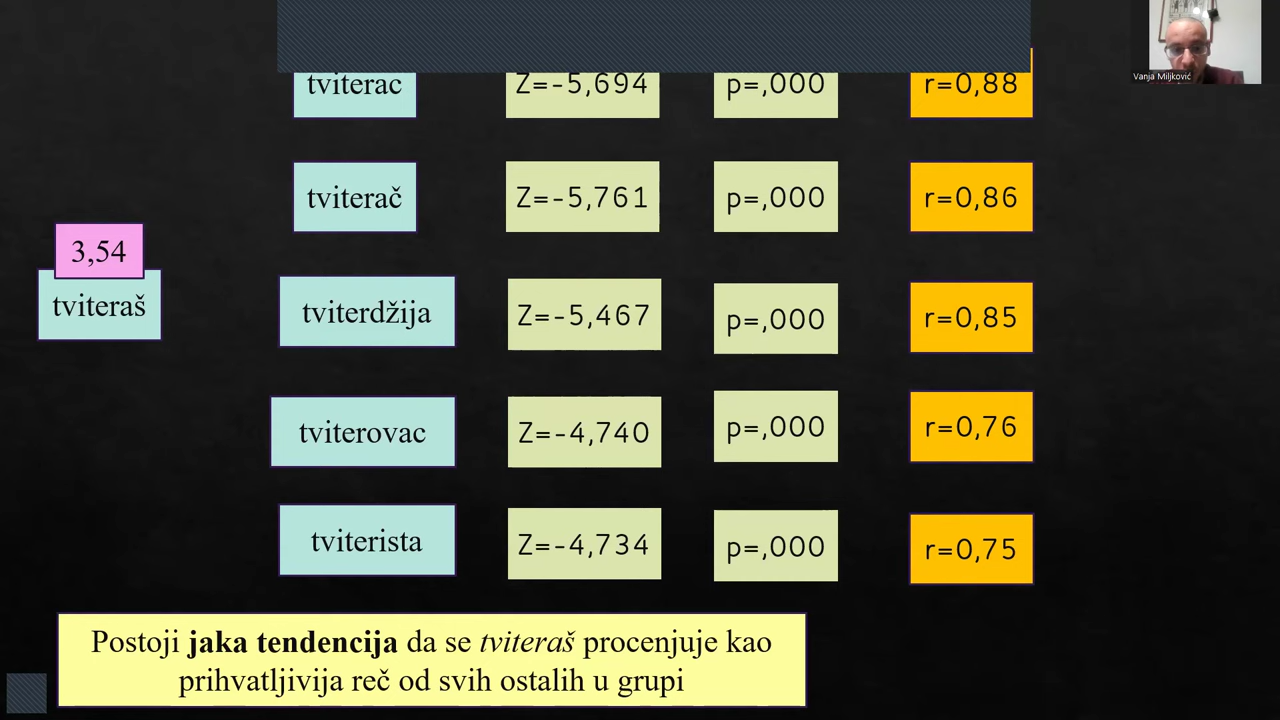 tviterac Z=-5,694 p=,000 r=0,88
Vanja Miljković
tviterač Z=-5,761 p=,000 r=0,86
3,54
tviteraš
tviterdžija Z=-5,467 p=,000 r=0,85
tviterovac Z=-4,740 p=,000 r=0,76
tviterista Z=-4,734 p=,000 r=0,75
Postoji jaka tendencija da se tviteraš procenjuje kao
prihvatljivija reč od svih ostalih u grupi